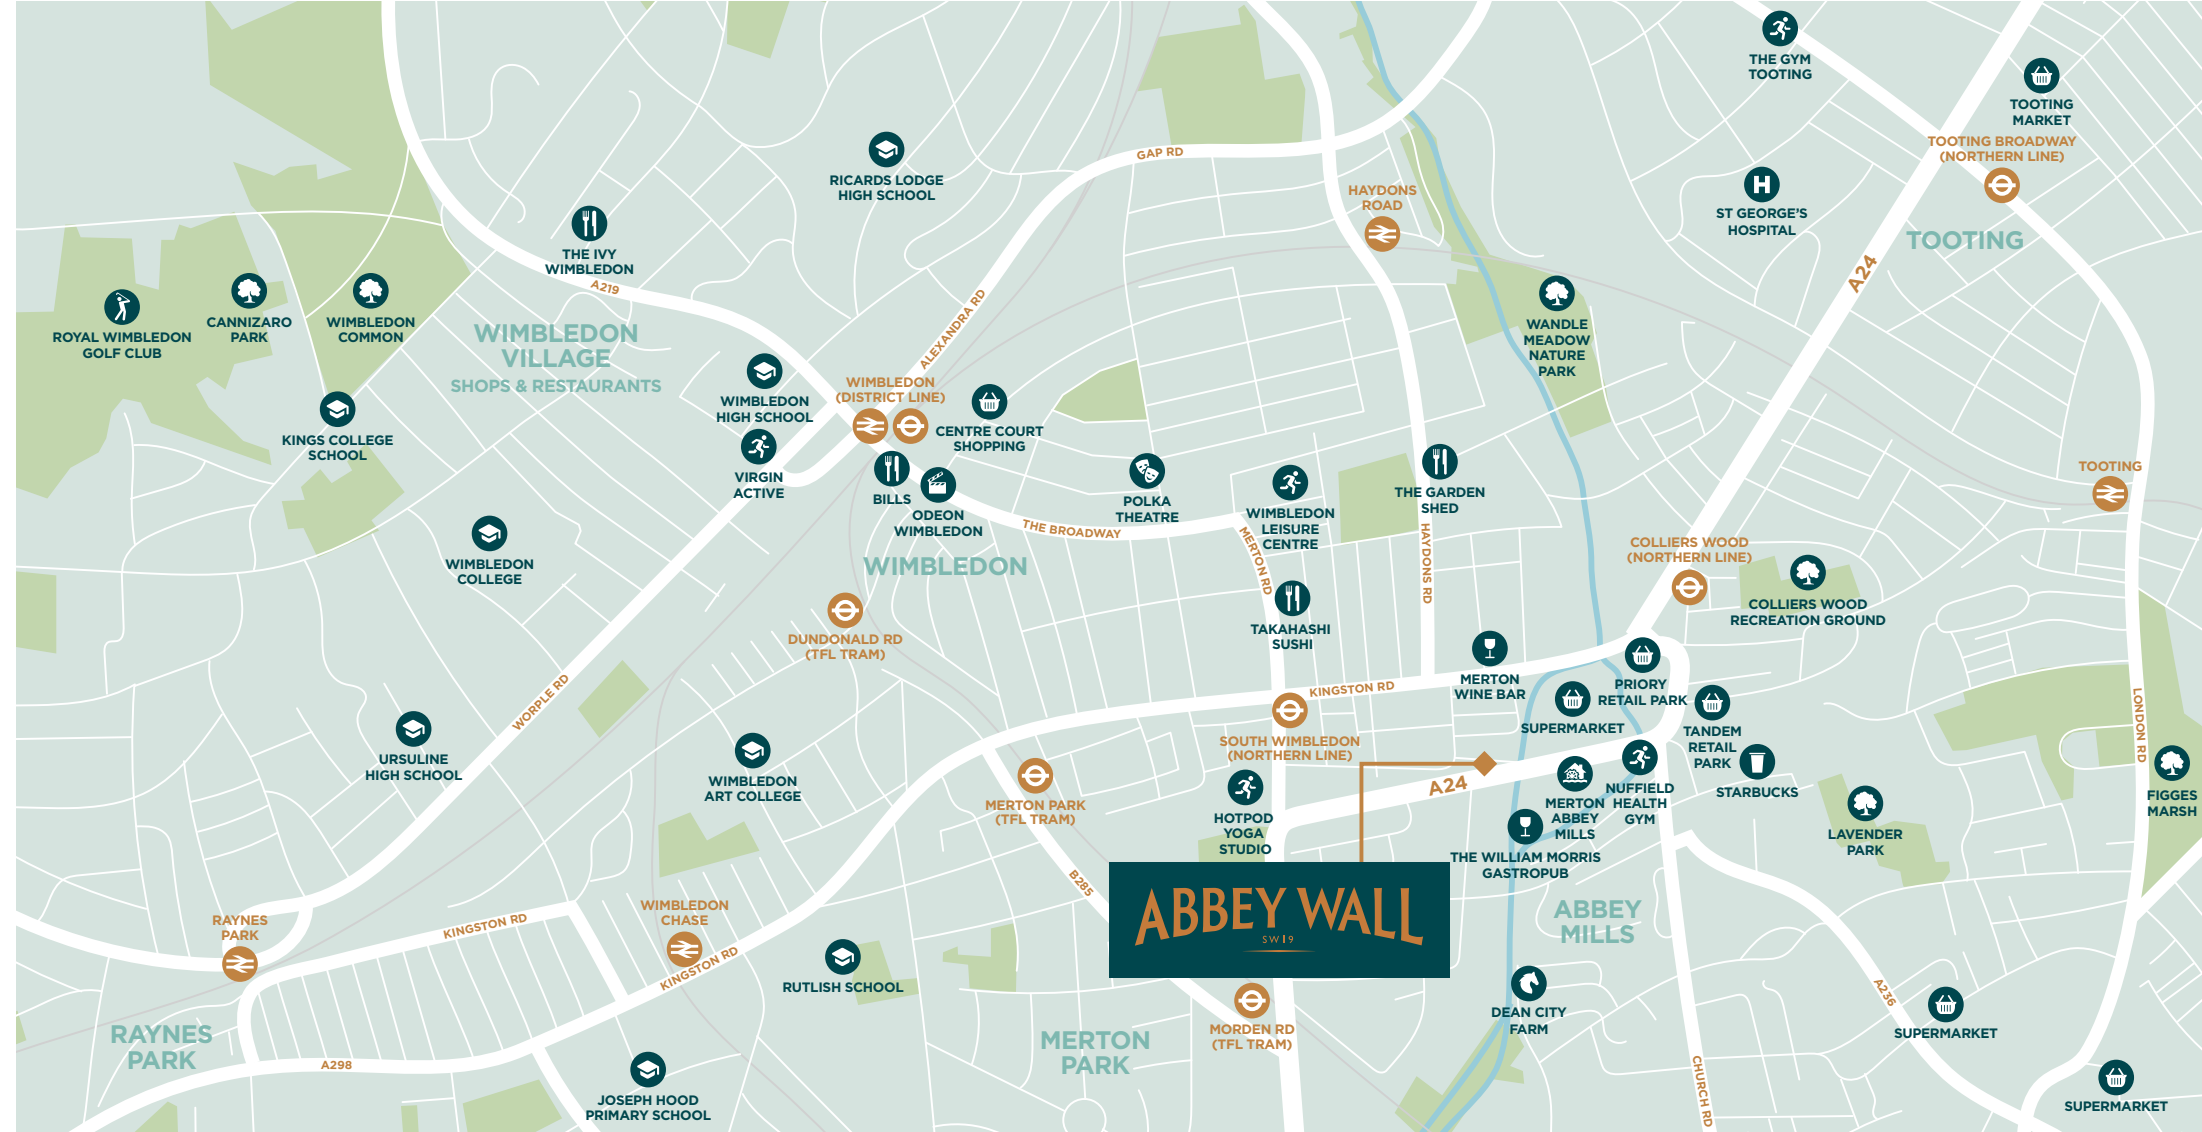 THE GYM
TOOTING
TOOTING
MARKET
TOOTING BROADWAY
(NORTHERN LINE)
GAP RD
RICARDS LODGE
HIGH SCHOOL
HAYDONS
ROAD
ST GEORGE'S
HOSPITAL
TOOTING
THE IVY
WIMBLEDON
A219
A24
ROYAL WIMBLEDON
GOLF CLUB
CANNIZARO
PARK
WIMBLEDON
COMMON
WIMBLEDON
VILLAGE
SHOPS & RESTAURANTS
ALEXANDRA RD
WANDLE
MEADOW
NATURE
PARK
WIMBLEDON
HIGH SCHOOL
WIMBLEDON
(DISTRICT LINE)
CENTRE COURT
SHOPPING
KINGS COLLEGE
SCHOOL
VIRGIN
ACTIVE
BILLS
ODEON
WIMBLEDON
POLKA
THEATRE
WIMBLEDON
LEISURE
CENTRE
THE GARDEN
SHED
TOOTING
THE BROADWAY
MERTON RD
HAYDONS RD
COLLIERS WOOD
(NORTHERN LINE)
WIMBLEDON
COLLEGE
WIMBLEDON
COLLIERS WOOD
RECREATION GROUND
DUNDONALD RD
(TFL TRAM)
TAKAHASHI
SUSHI
WORPLE RD
KINGSTON RD
MERTON
WINE BAR
PRIORY
RETAIL PARK
SUPERMARKET
TANDEM
RETAIL
PARK
LONDON RD
URSULINE
HIGH SCHOOL
WIMBLEDON
ART COLLEGE
SOUTH WIMBLEDON
(NORTHERN LINE)
MERTON PARK
(TFL TRAM)
HOTPOD
YOGA
STUDIO
A24
MERTON
ABBEY
MILLS
NUFFIELD
HEALTH
GYM
STARBUCKS
FIGGES
MARSH
LAVENDER
PARK
THE WILLIAM MORRIS
GASTROPUB
B285
ABBEY WALL
SW19
ABBEY
MILLS
RAYNES
PARK
KINGSTON RD
WIMBLEDON
CHASE
KINGSTON RD
RUTLISH SCHOOL
DEAN CITY
FARM
A236
SUPERMARKET
RAYNES
PARK
MERTON
PARK
MORDEN RD
(TFL TRAM)
A298
JOSEPH HOOD
PRIMARY SCHOOL
CHURCH RD
SUPERMARKET